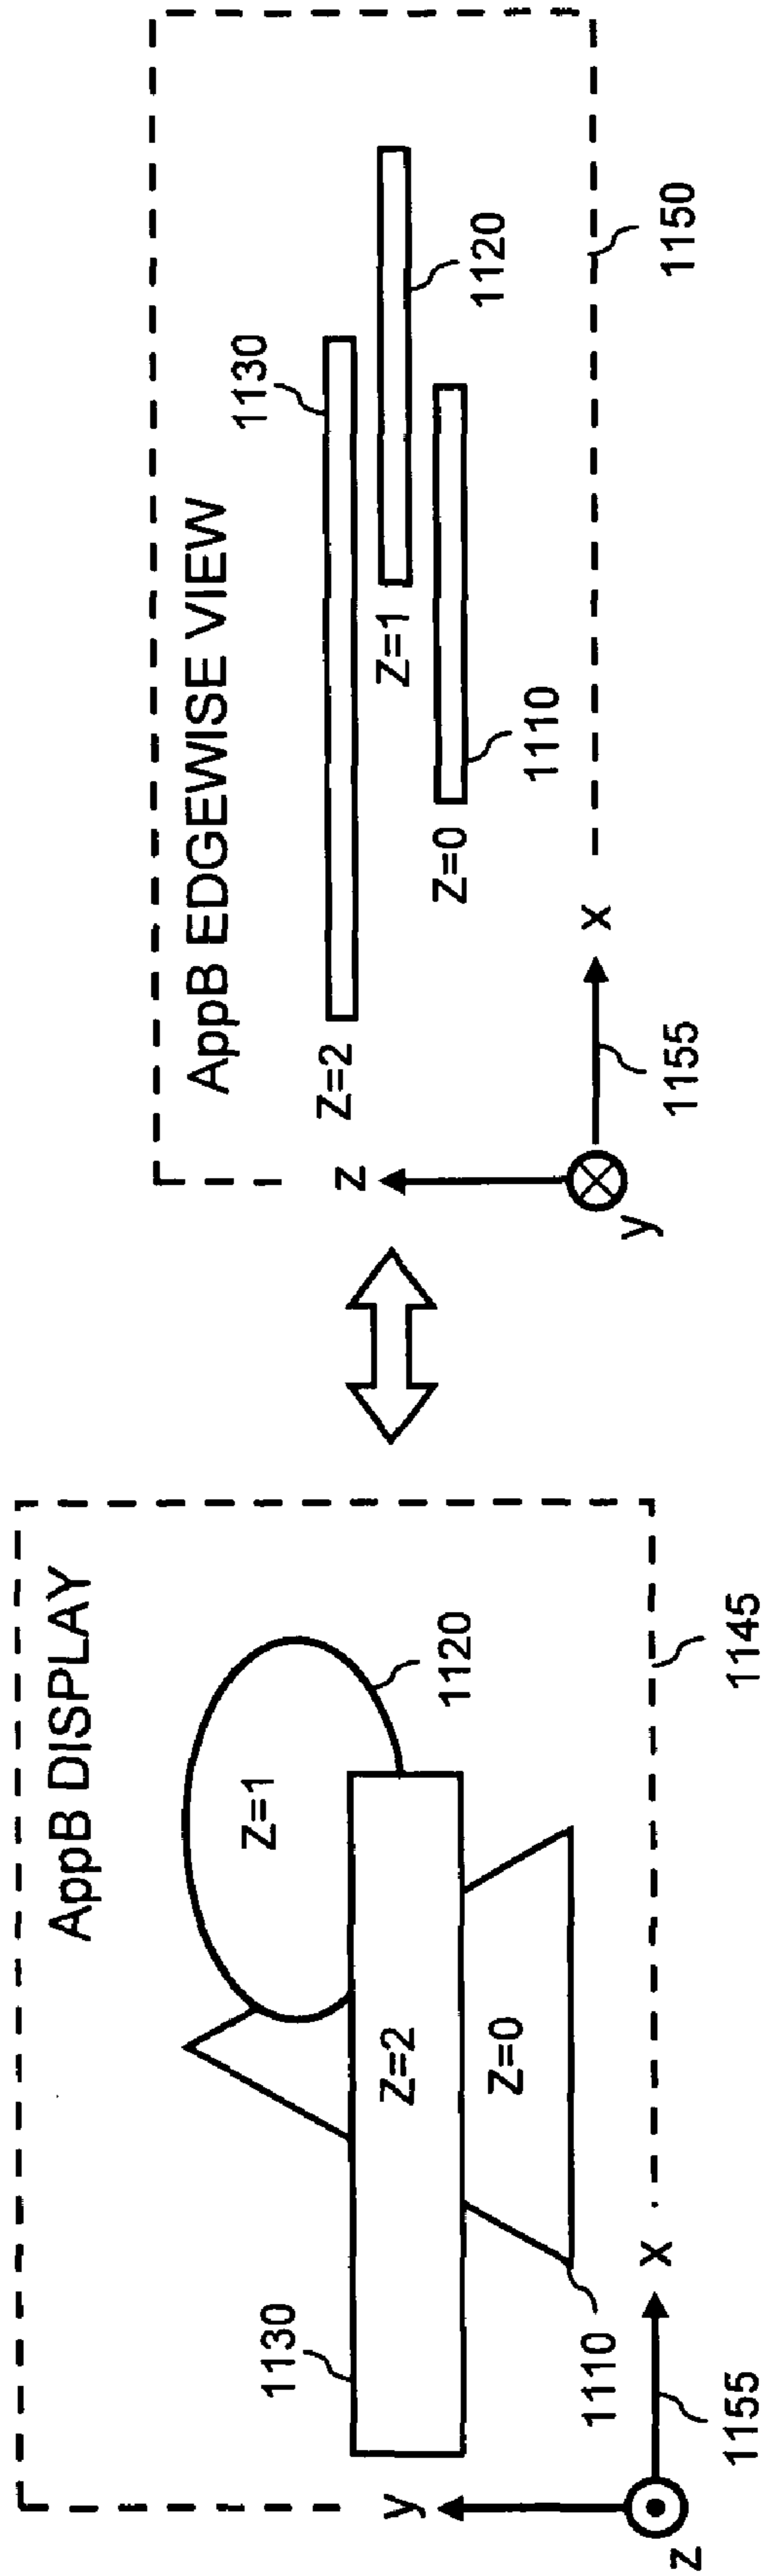 AppB DISPLAY
Z=1
1120
1130
Z=2
Z=0
1110
y
x
z
1155
1145
AppB EDGEWISE VIEW
1130
Z=2
Z=1
1120
Z=0
1110
z
x
y
1155
1150